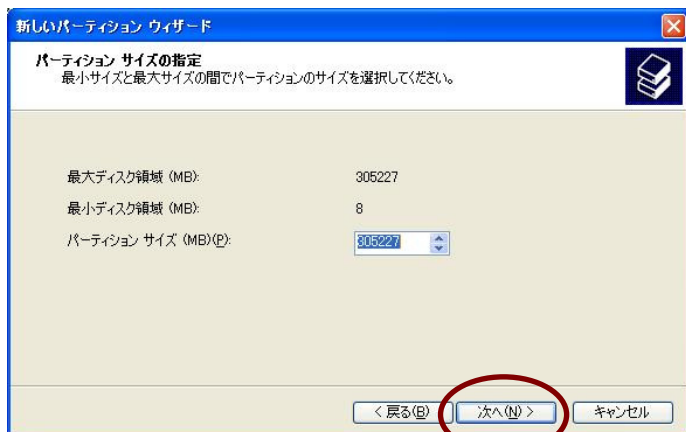 新しいパーティション ウィザード
パーティション サイズの指定
最小サイズと最大サイズの間でパーティションのサイズを選択してください。
最大ディスク領域 (MB): 305227
最小ディスク領域 (MB): 8
パーティション サイズ (MB)(P): 305227
< 戻る(B) 次へ(N) > キャンセル